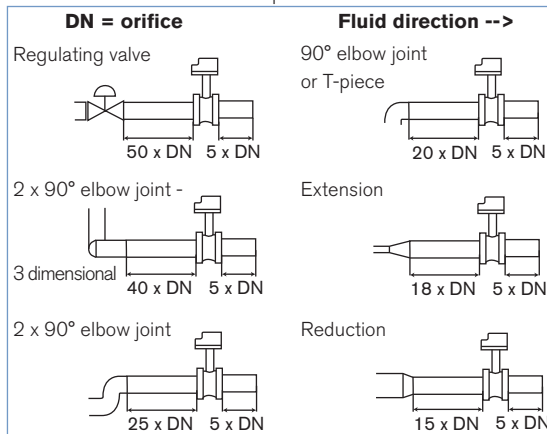 DN = orifice
Fluid direction -->
Regulating valve
50 x DN 5 x DN
90° elbow joint
or T-piece
20 x DN 5 x DN
2 x 90° elbow joint -
3 dimensional
40 x DN 5 x DN
Extension
18 x DN 5 x DN
2 x 90° elbow joint
25 x DN 5 x DN
Reduction
15 x DN 5 x DN